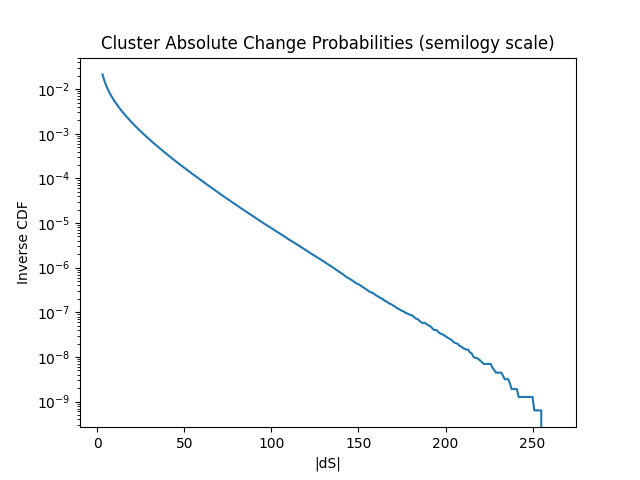 Cluster Absolute Change Probabilities (semilogy scale)
10⁻²
10⁻³
10⁻⁴
10⁻⁵
10⁻⁶
10⁻⁷
10⁻⁸
10⁻⁹
Inverse CDF
0 50 100 150 200 250
|dS|